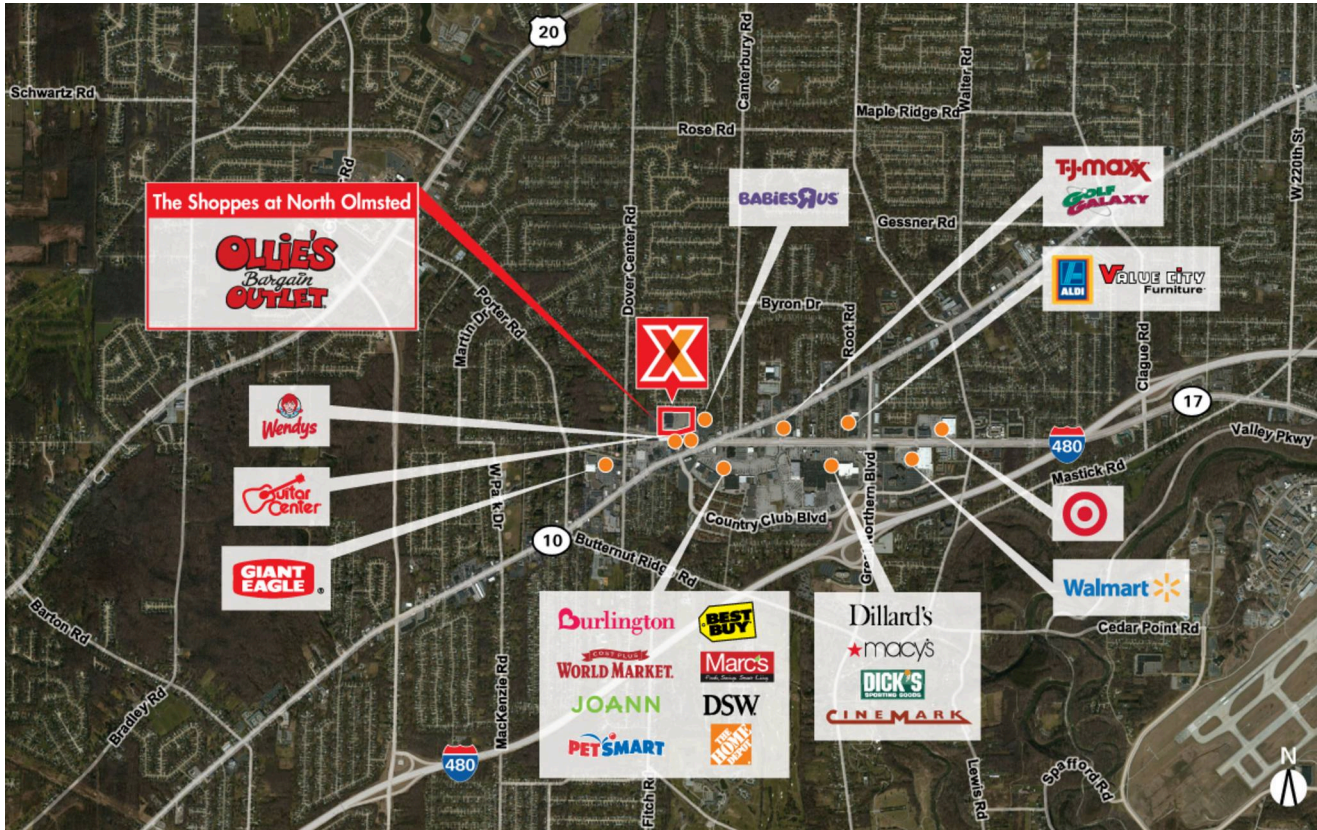 20
Schwartz Rd
Canterbury Rd
Walter Rd
Maple Ridge Rd
Rose Rd
W 220th St
The Shoppes at North Olmsted
OLLIE'S
Bargain
OUTLET
BABIESRUS
T·J·maxx
GOLF
GALAXY
Gessner Rd
Dover Center Rd
ALDI
VALUE CITY
Furniture
Porter Rd
Martin Dr
Byron Dr
Root Rd
Clague Rd
X
17
Wendys
480
Valley Pkwy
Mastick Rd
Guitar
Center
W Park Dr
Country Club Blvd
Great Northern Blvd
10
Butternut Ridge Rd
GIANT
EAGLE ®
Walmart
Barton Rd
Burlington
BEST
BUY
COST PLUS
WORLD MARKET.
Marc's
JOANN
DSW
PETSMART
THE
HOME
DEPOT
Dillard's
macy's
DICK'S
SPORTING GOODS
CINEMARK
Cedar Point Rd
Bradley Rd
MacKenzie Rd
480
Fitch Rd
Lewis Rd
Spafford Rd
N